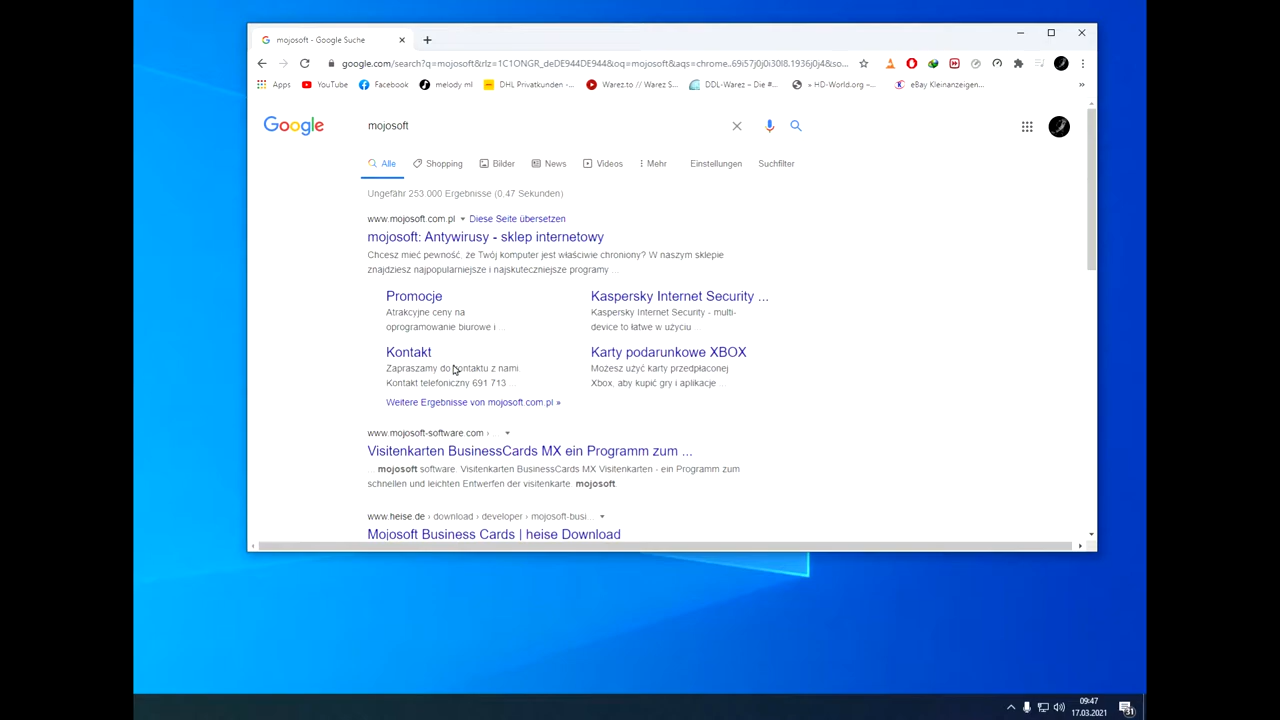 mojosoft - Google Suche
google.com/search?q=mojosoft&rlz=1C1ONGR_deDE944DE944&oq=mojosoft&aqs=chrome..69i57j0j0i30l8.1936j0j4&so...
Apps YouTube Facebook melody ml DHL Privatkunden -... Warez.to -- Warez S... DDL-Warez – Die #... » HD-World.org –... eBay Kleinanzeigen... »
Google
mojosoft
Alle Shopping Bilder News Videos Mehr Einstellungen Suchfilter
Ungefähr 253.000 Ergebnisse (0,47 Sekunden)
www.mojosoft.com.pl Diese Seite übersetzen
mojosoft: Antywirusy - sklep internetowy
Chcesz mieć pewność, że Twój komputer jest właściwie chroniony? W naszym sklepie
znajdziesz najpopularniejsze i najskuteczniejsze programy ...
Promocje
Atrakcyjne ceny na
oprogramowanie biurowe i ...
Kaspersky Internet Security ...
Kaspersky Internet Security - multi-
device to łatwe w użyciu ...
Kontakt
Zapraszamy do kontaktu z nami.
Kontakt telefoniczny 691 713 ...
Karty podarunkowe XBOX
Możesz użyć karty przedpłaconej
Xbox, aby kupić gry i aplikacje ...
Weitere Ergebnisse von mojosoft.com.pl »
www.mojosoft-software.com › ...
Visitenkarten BusinessCards MX ein Programm zum ...
... mojosoft software. Visitenkarten BusinessCards MX Visitenkarten - ein Programm zum
schnellen und leichten Entwerfen der visitenkarte mojosoft.
www.heise.de › download › developer › mojosoft-busi...
Mojosoft Business Cards | heise Download
09:47
17.03.2021
31